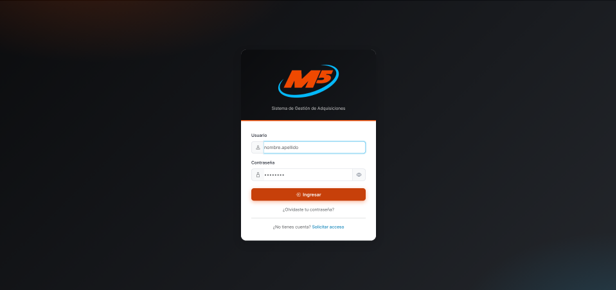 M5
Sistema de Gestión de Adquisiciones
Usuario
nombre.apellido
Contraseña
Ingresar
¿Olvidaste tu contraseña?
¿No tienes cuenta? Solicitar acceso